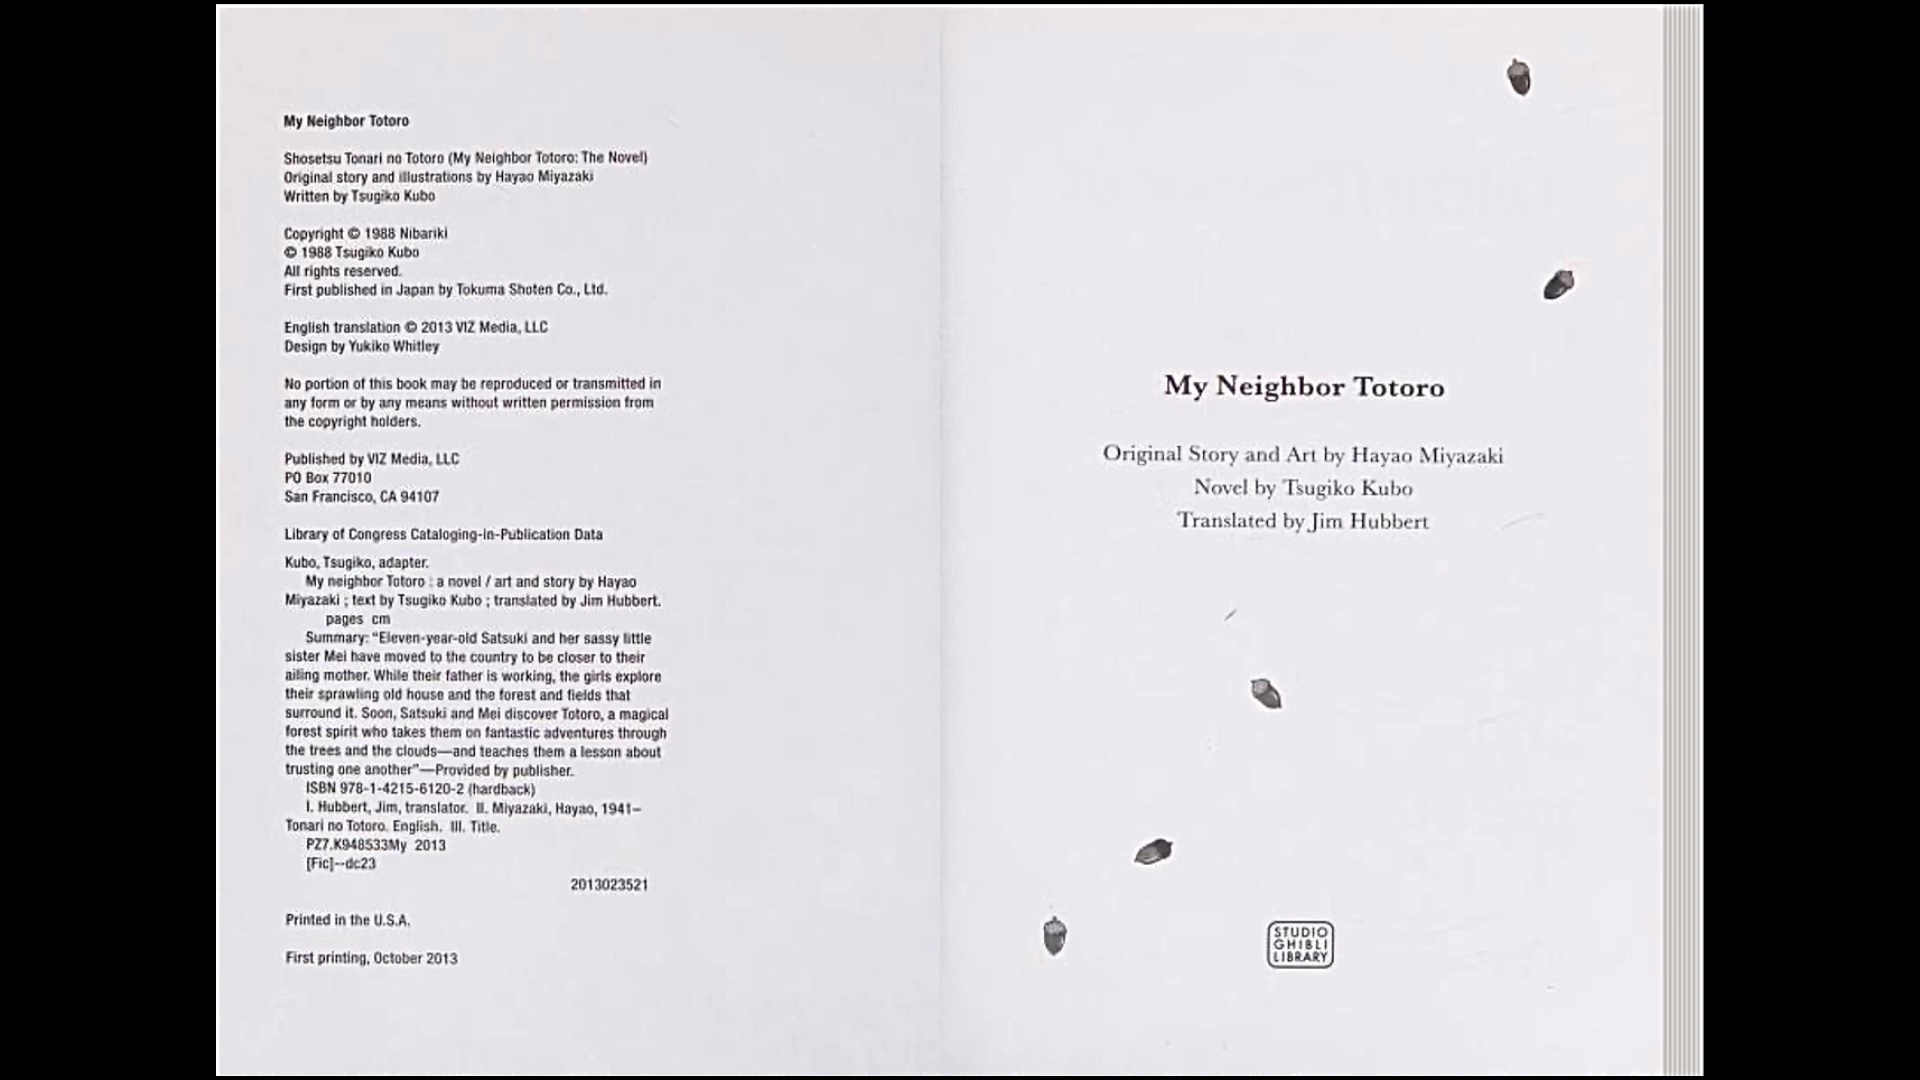 My Neighbor Totoro
Shosetsu Tonari no Totoro (My Neighbor Totoro: The Novel)
Original story and illustrations by Hayao Miyazaki
Written by Tsugiko Kubo
Copyright © 1988 Nibariki
© 1988 Tsugiko Kubo
All rights reserved.
First published in Japan by Tokuma Shoten Co., Ltd.
English translation © 2013 VIZ Media, LLC
Design by Yukiko Whitley
No portion of this book may be reproduced or transmitted in
any form or by any means without written permission from
the copyright holders.
Published by VIZ Media, LLC
PO Box 77010
San Francisco, CA 94107
Library of Congress Cataloging-in-Publication Data
Kubo, Tsugiko, adapter.
My neighbor Totoro : a novel / art and story by Hayao
Miyazaki ; text by Tsugiko Kubo ; translated by Jim Hubbert.
pages cm
Summary: “Eleven-year-old Satsuki and her sassy little
sister Mei have moved to the country to be closer to their
ailing mother. While their father is working, the girls explore
their sprawling old house and the forest and fields that
surround it. Soon, Satsuki and Mei discover Totoro, a magical
forest spirit who takes them on fantastic adventures through
the trees and the clouds—and teaches them a lesson about
trusting one another”—Provided by publisher.
ISBN 978-1-4215-6120-2 (hardback)
I. Hubbert, Jim, translator. II. Miyazaki, Hayao, 1941–
Tonari no Totoro. English. III. Title.
PZ7.K948533My 2013
[Fic]--dc23
2013023521
Printed in the U.S.A.
First printing, October 2013
My Neighbor Totoro
Original Story and Art by Hayao Miyazaki
Novel by Tsugiko Kubo
Translated by Jim Hubbert
STUDIO
GHIBLI
LIBRARY